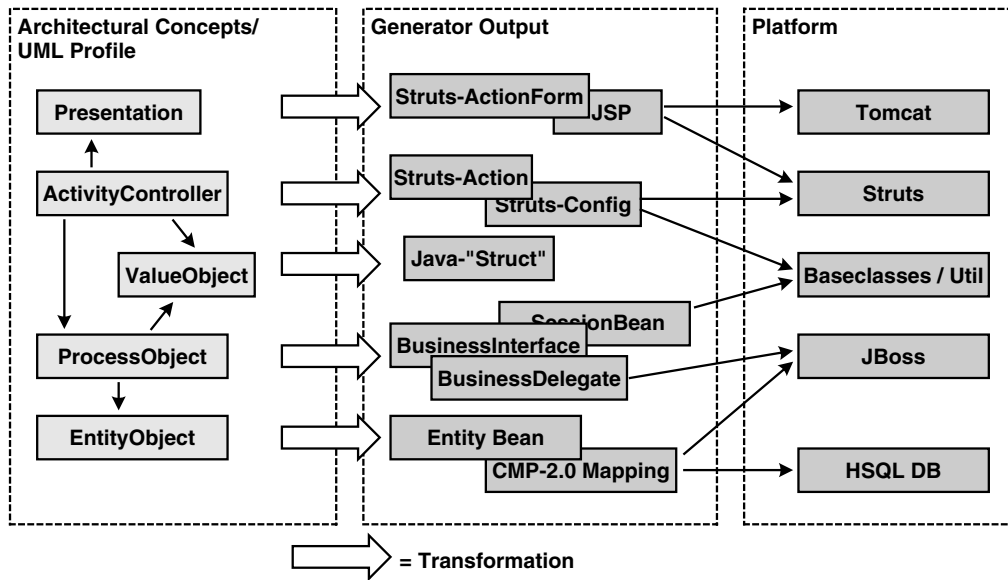 Architectural Concepts/
UML Profile
Presentation
ActivityController
ValueObject
ProcessObject
EntityObject
Generator Output
Struts-ActionForm
JSP
Struts-Action
Struts-Config
Java-"Struct"
SessionBean
BusinessInterface
BusinessDelegate
Entity Bean
CMP-2.0 Mapping
Platform
Tomcat
Struts
Baseclasses / Util
JBoss
HSQL DB
= Transformation